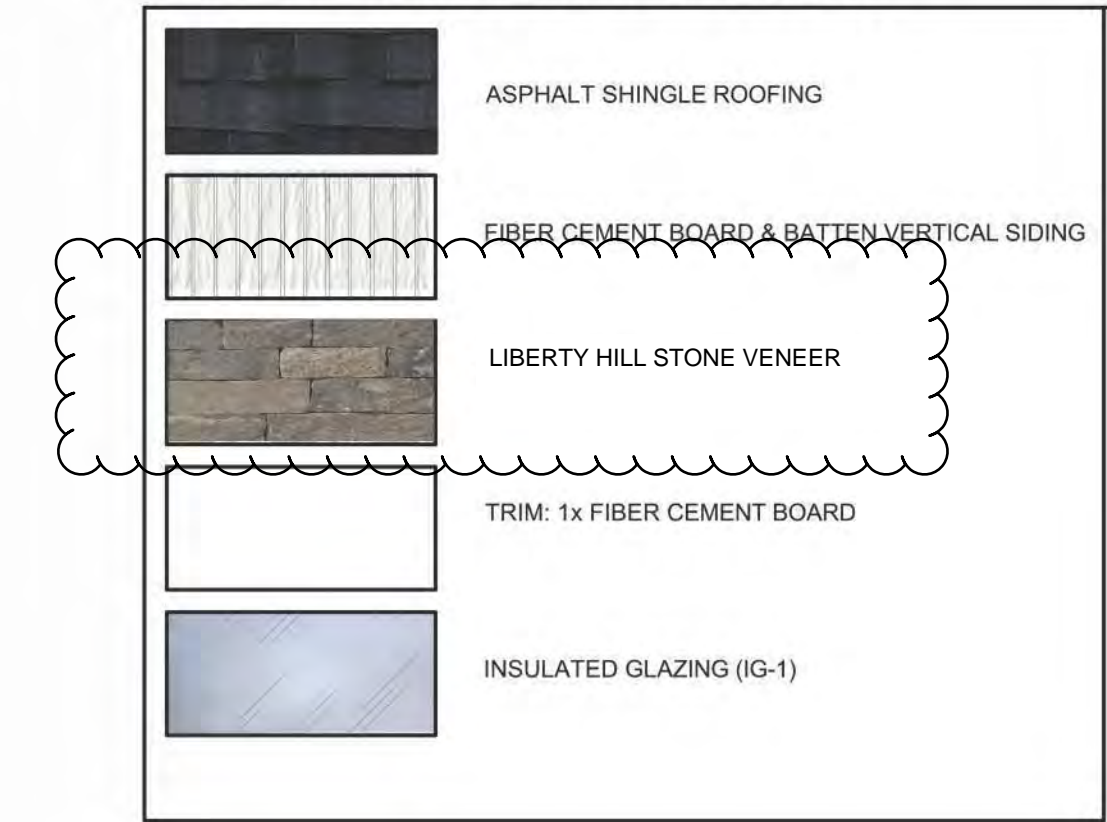 ASPHALT SHINGLE ROOFING
FIBER CEMENT BOARD & BATTEN VERTICAL SIDING
LIBERTY HILL STONE VENEER
TRIM: 1x FIBER CEMENT BOARD
INSULATED GLAZING (IG-1)